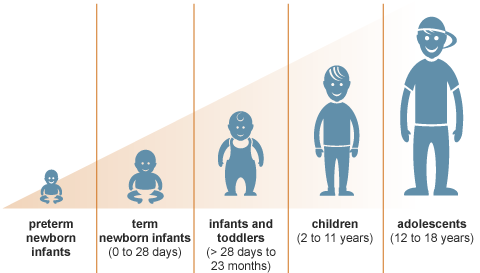 preterm
newborn
infants
term
newborn infants
(0 to 28 days)
infants and
toddlers
(> 28 days to
23 months)
children
(2 to 11 years)
adolescents
(12 to 18 years)